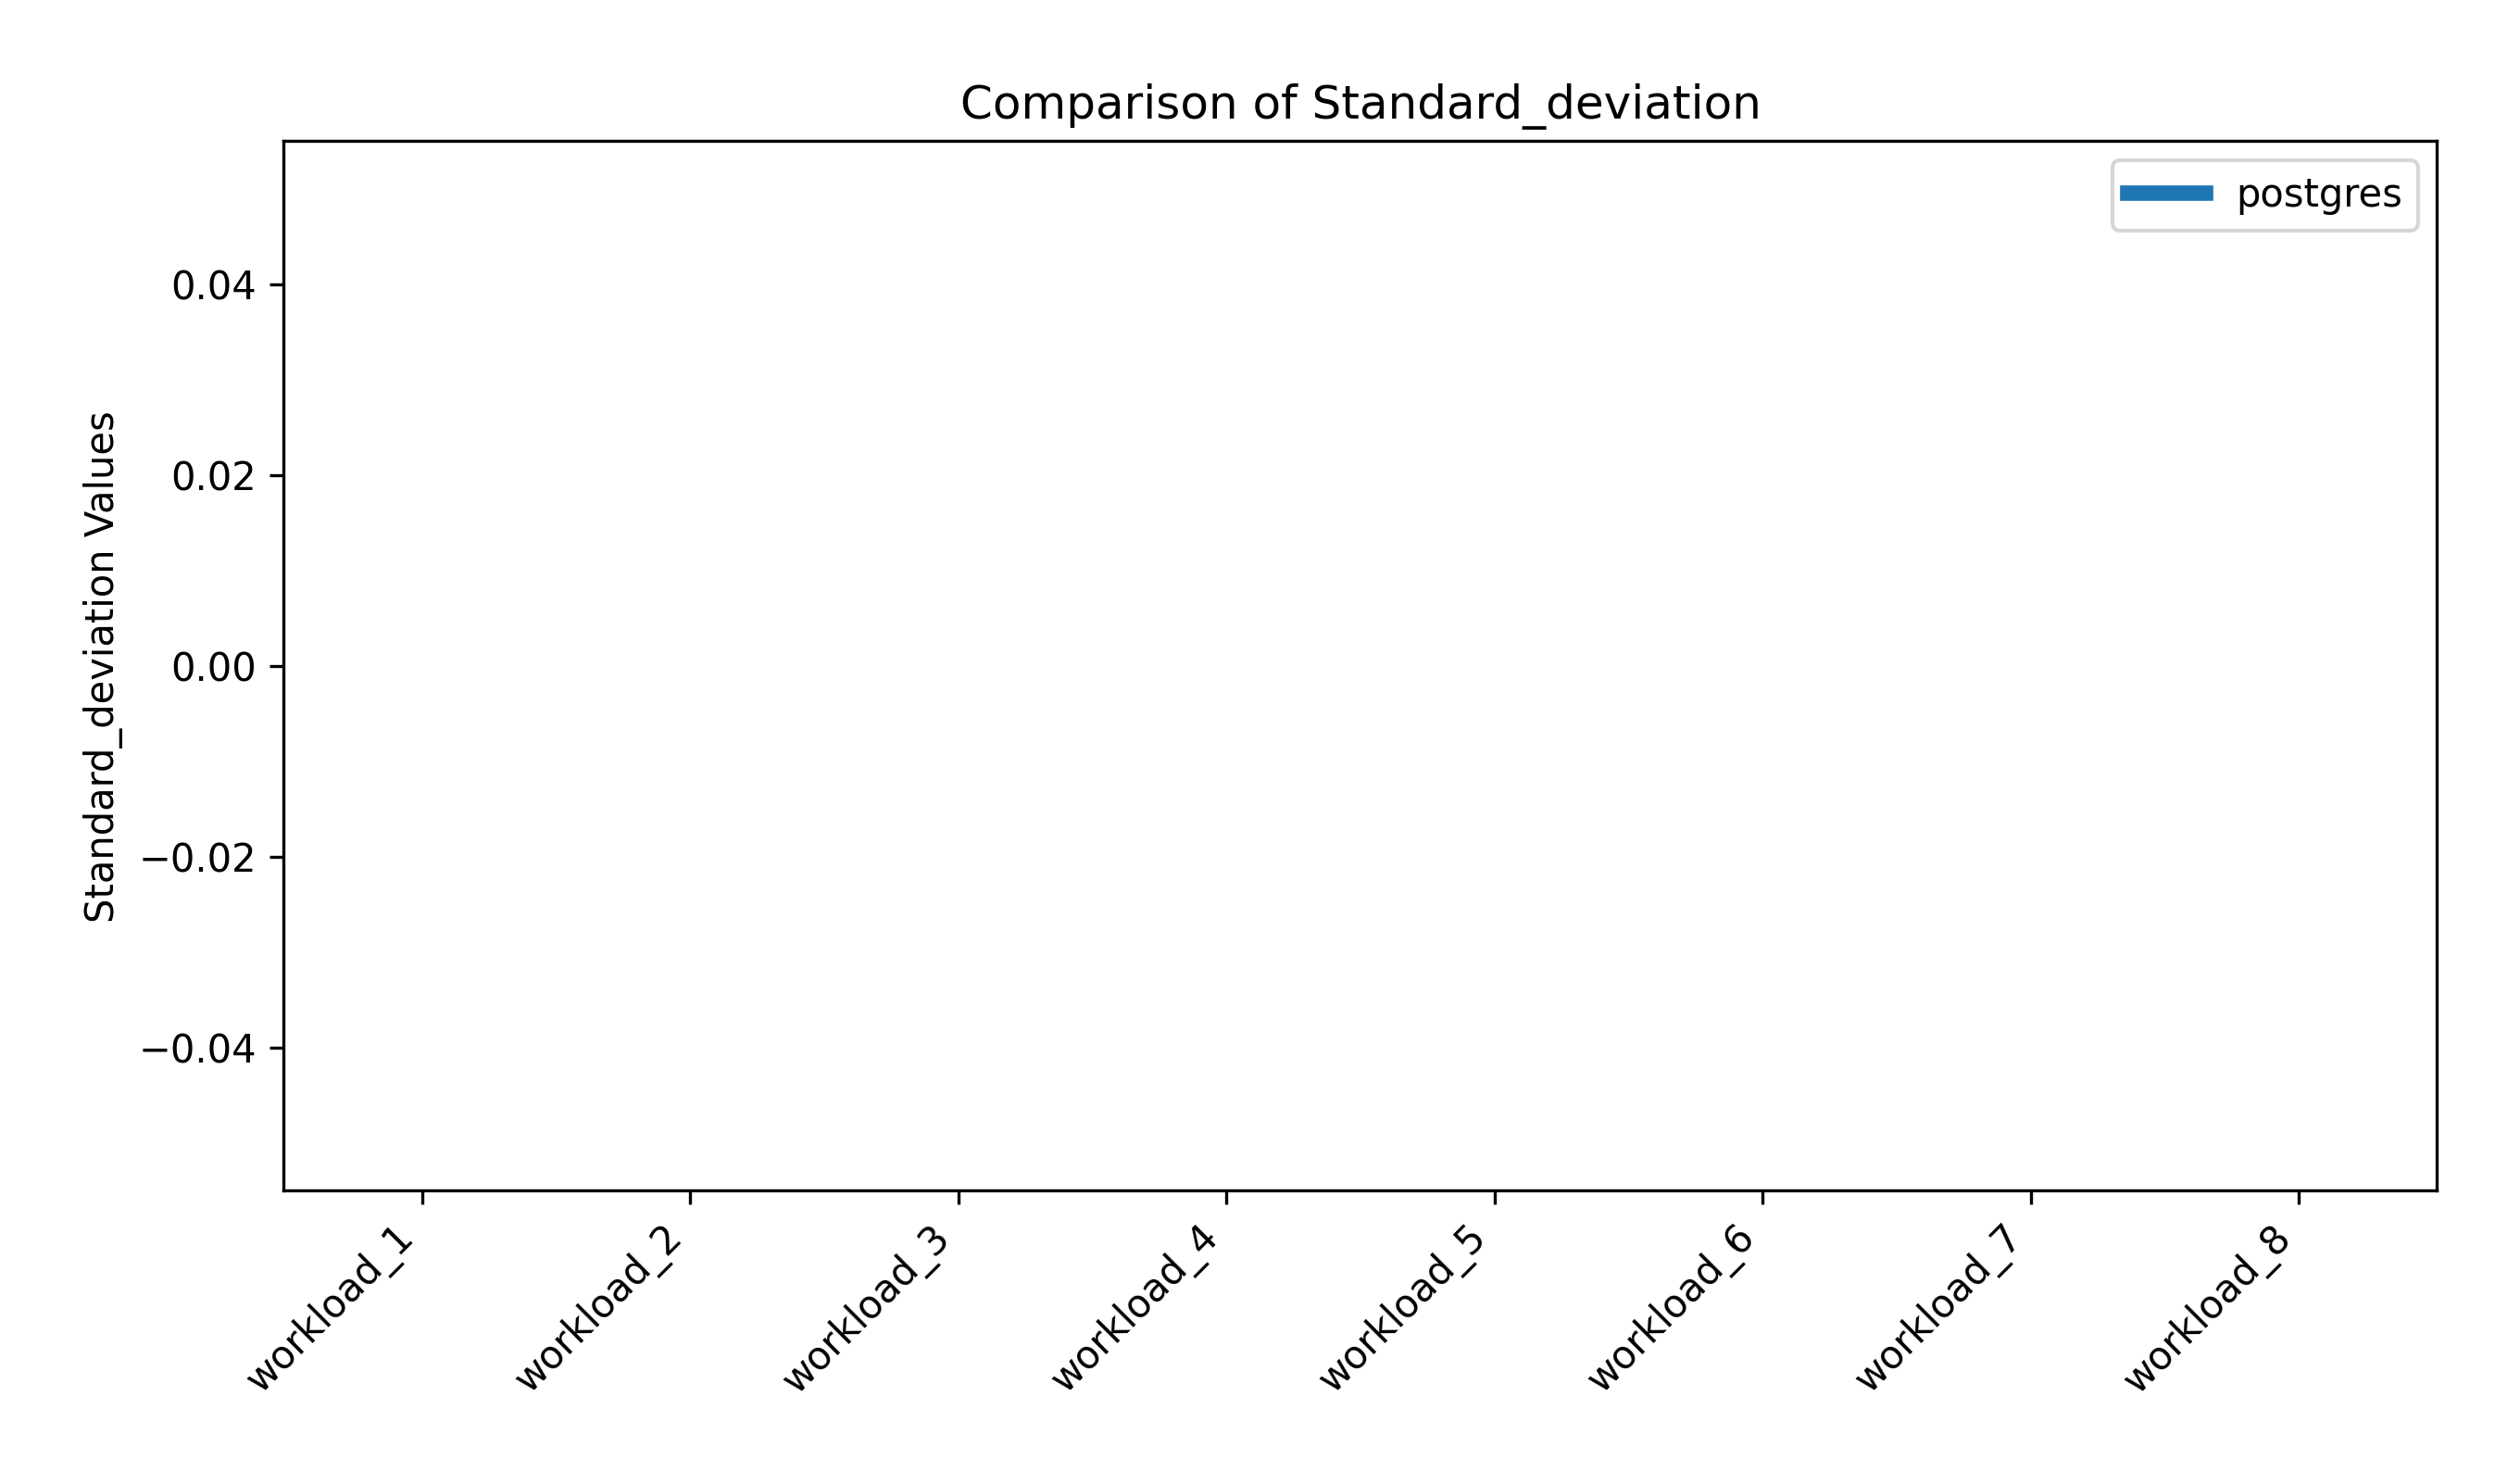 Comparison of Standard_deviation
postgres
Standard_deviation Values
0.04
0.02
0.00
−0.02
−0.04
workload_1
workload_2
workload_3
workload_4
workload_5
workload_6
workload_7
workload_8